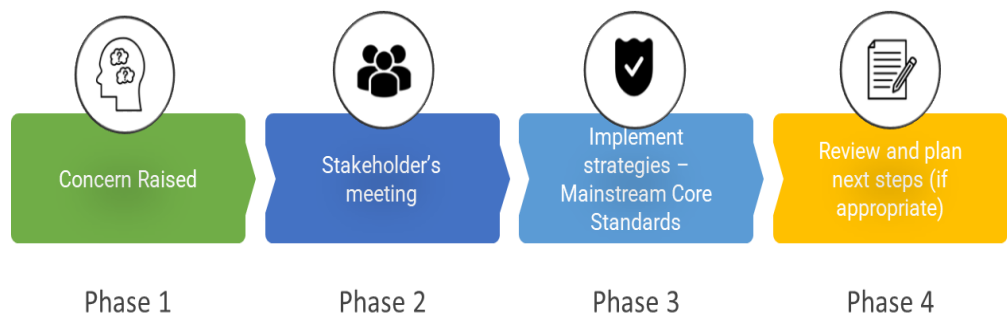 Concern Raised
Stakeholder’s
meeting
Implement
strategies –
Mainstream Core
Standards
Review and plan
next steps (if
appropriate)
Phase 1
Phase 2
Phase 3
Phase 4